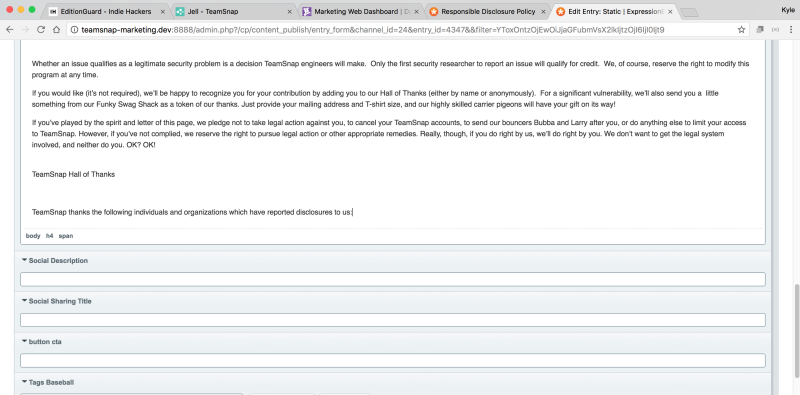 EditionGuard - Indie Hackers
Jell - TeamSnap
Marketing Web Dashboard | D
Responsible Disclosure Policy
Edit Entry: Static | Expression
Kyle
teamsnap-marketing.dev:8888/admin.php?/cp/content_publish/entry_form&channel_id=24&entry_id=4347&&filter=
Whether an issue qualifies as a legitimate security problem is a decision TeamSnap engineers will make. Only the first security researcher to report an issue will qualify for credit. We, of course, reserve the right to modify this
program at any time.
If you would like (it's not required), we'll be happy to recognize you for your contribution by adding you to our Hall of Thanks (either by name or anonymously). For a significant vulnerability, we'll also send you a little
something from our Funky Swag Shack as a token of our thanks. Just provide your mailing address and T-shirt size, and our highly skilled carrier pigeons will have your gift on its way!
If you've played by the spirit and letter of this page, we pledge not to take legal action against you, to cancel your TeamSnap accounts, to send our bouncers Bubba and Larry after you, or do anything else to limit your access
to TeamSnap. However, if you've not complied, we reserve the right to pursue legal action or other appropriate remedies. Really, though, if you do right by us, we'll do right by you. We don't want to get the legal system
involved, and neither do you. OK? OK!
TeamSnap Hall of Thanks
TeamSnap thanks the following individuals and organizations which have reported disclosures to us:
body h4 span
Social Description
Social Sharing Title
button cta
Tags Baseball